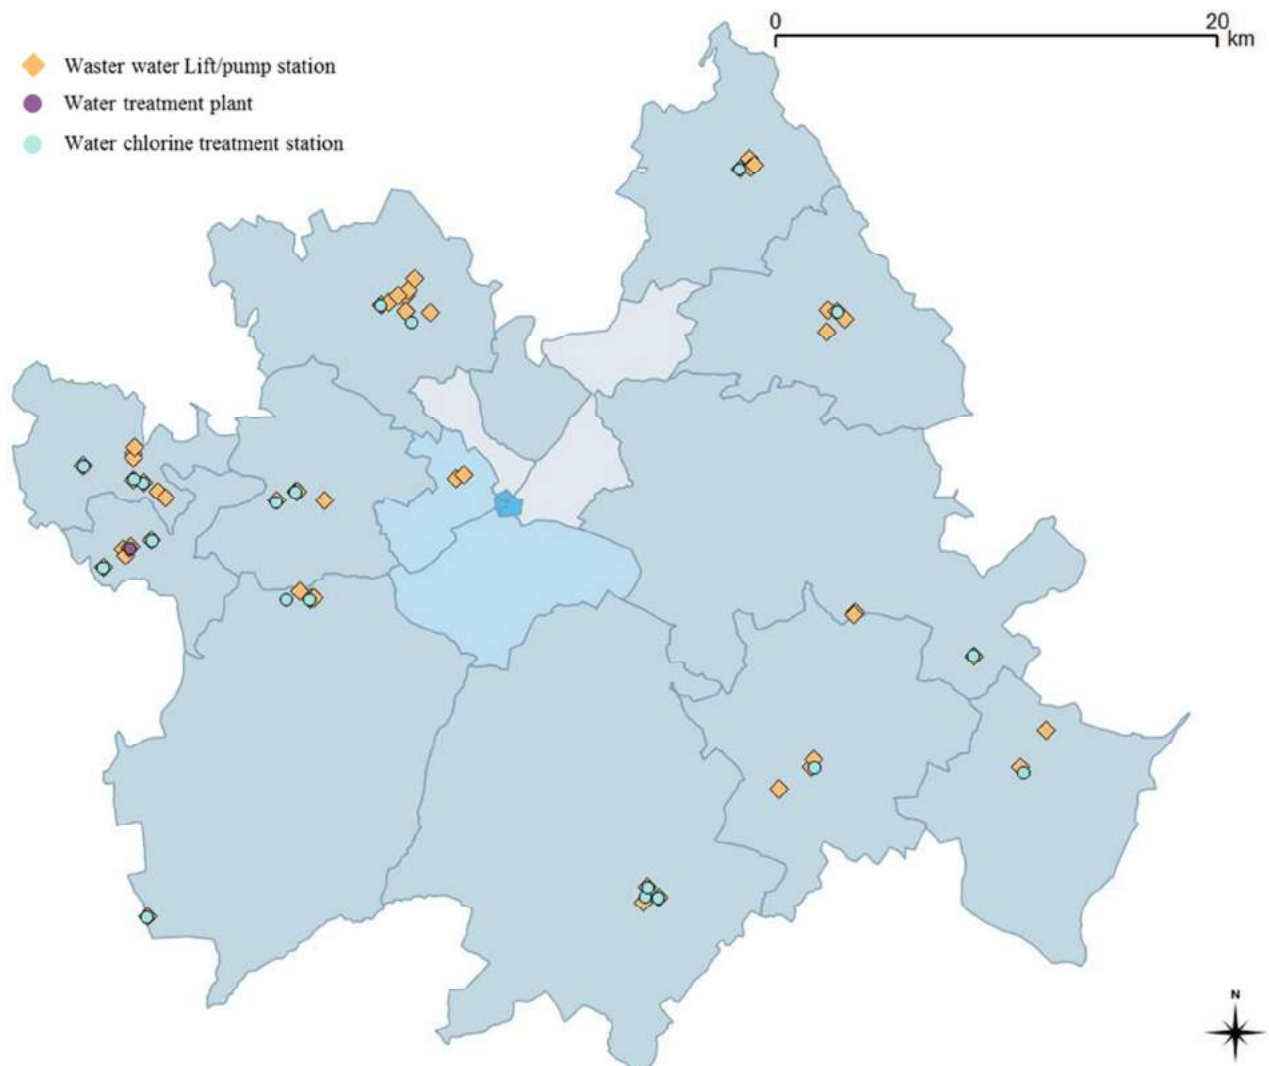 0 20
km
Waster water Lift/pump station
Water treatment plant
Water chlorine treatment station
N